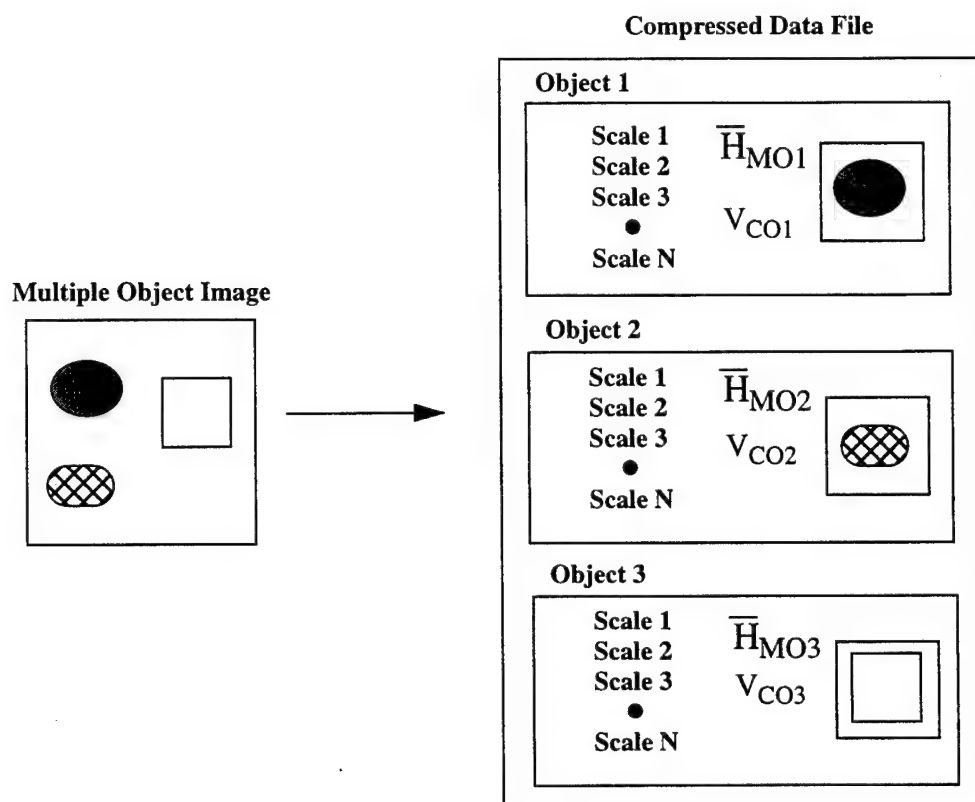 Compressed Data File
Object 1
Scale 1
Scale 2
Scale 3
Scale N
H̅MO1
VCO1
Multiple Object Image
Object 2
Scale 1
Scale 2
Scale 3
Scale N
H̅MO2
VCO2
Object 3
Scale 1
Scale 2
Scale 3
Scale N
H̅MO3
VCO3